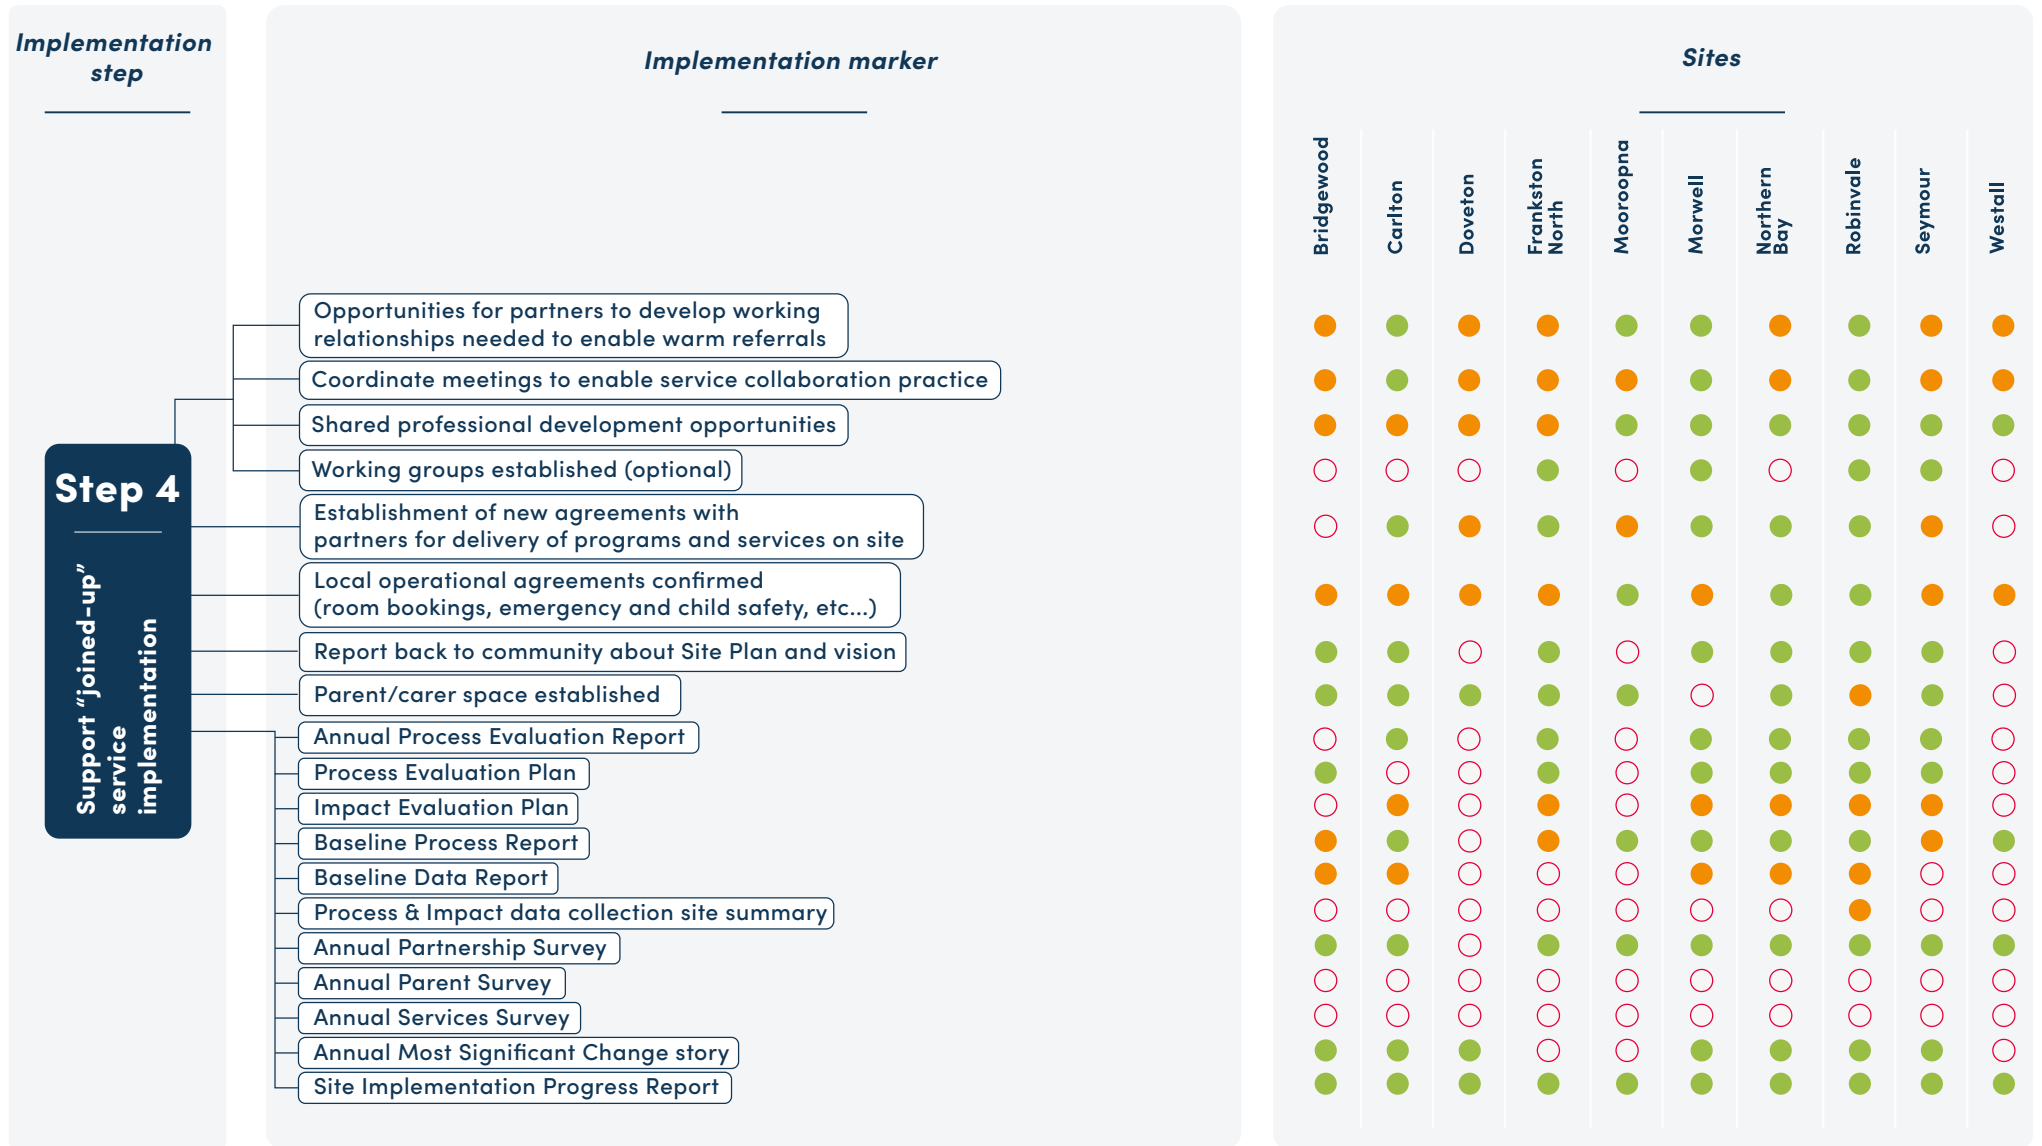 Implementation
step
Implementation marker
Sites
Bridgewood
Carlton
Doveton
Frankston
North
Mooroopna
Morwell
Northern
Bay
Robinvale
Seymour
Westall
Step 4
Support “joined-up”
service
implementation
Opportunities for partners to develop working
relationships needed to enable warm referrals
Coordinate meetings to enable service collaboration practice
Shared professional development opportunities
Working groups established (optional)
Establishment of new agreements with
partners for delivery of programs and services on site
Local operational agreements confirmed
(room bookings, emergency and child safety, etc...)
Report back to community about Site Plan and vision
Parent/carer space established
Annual Process Evaluation Report
Process Evaluation Plan
Impact Evaluation Plan
Baseline Process Report
Baseline Data Report
Process & Impact data collection site summary
Annual Partnership Survey
Annual Parent Survey
Annual Services Survey
Annual Most Significant Change story
Site Implementation Progress Report